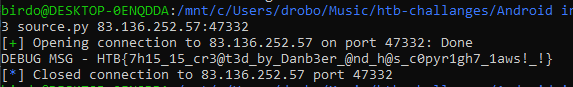 birdo@DESKTOP-0ENQDDA:/mnt/c/Users/drobo/Music/htb-challanges/Android in
3 source.py 83.136.252.57:47332
[+] Opening connection to 83.136.252.57 on port 47332: Done
DEBUG MSG - HTB{7h15_15_cr3@t3d_by_Danb3er_@nd_h@s_c0pyr1gh7_1aws!_!}
[*] Closed connection to 83.136.252.57 port 47332